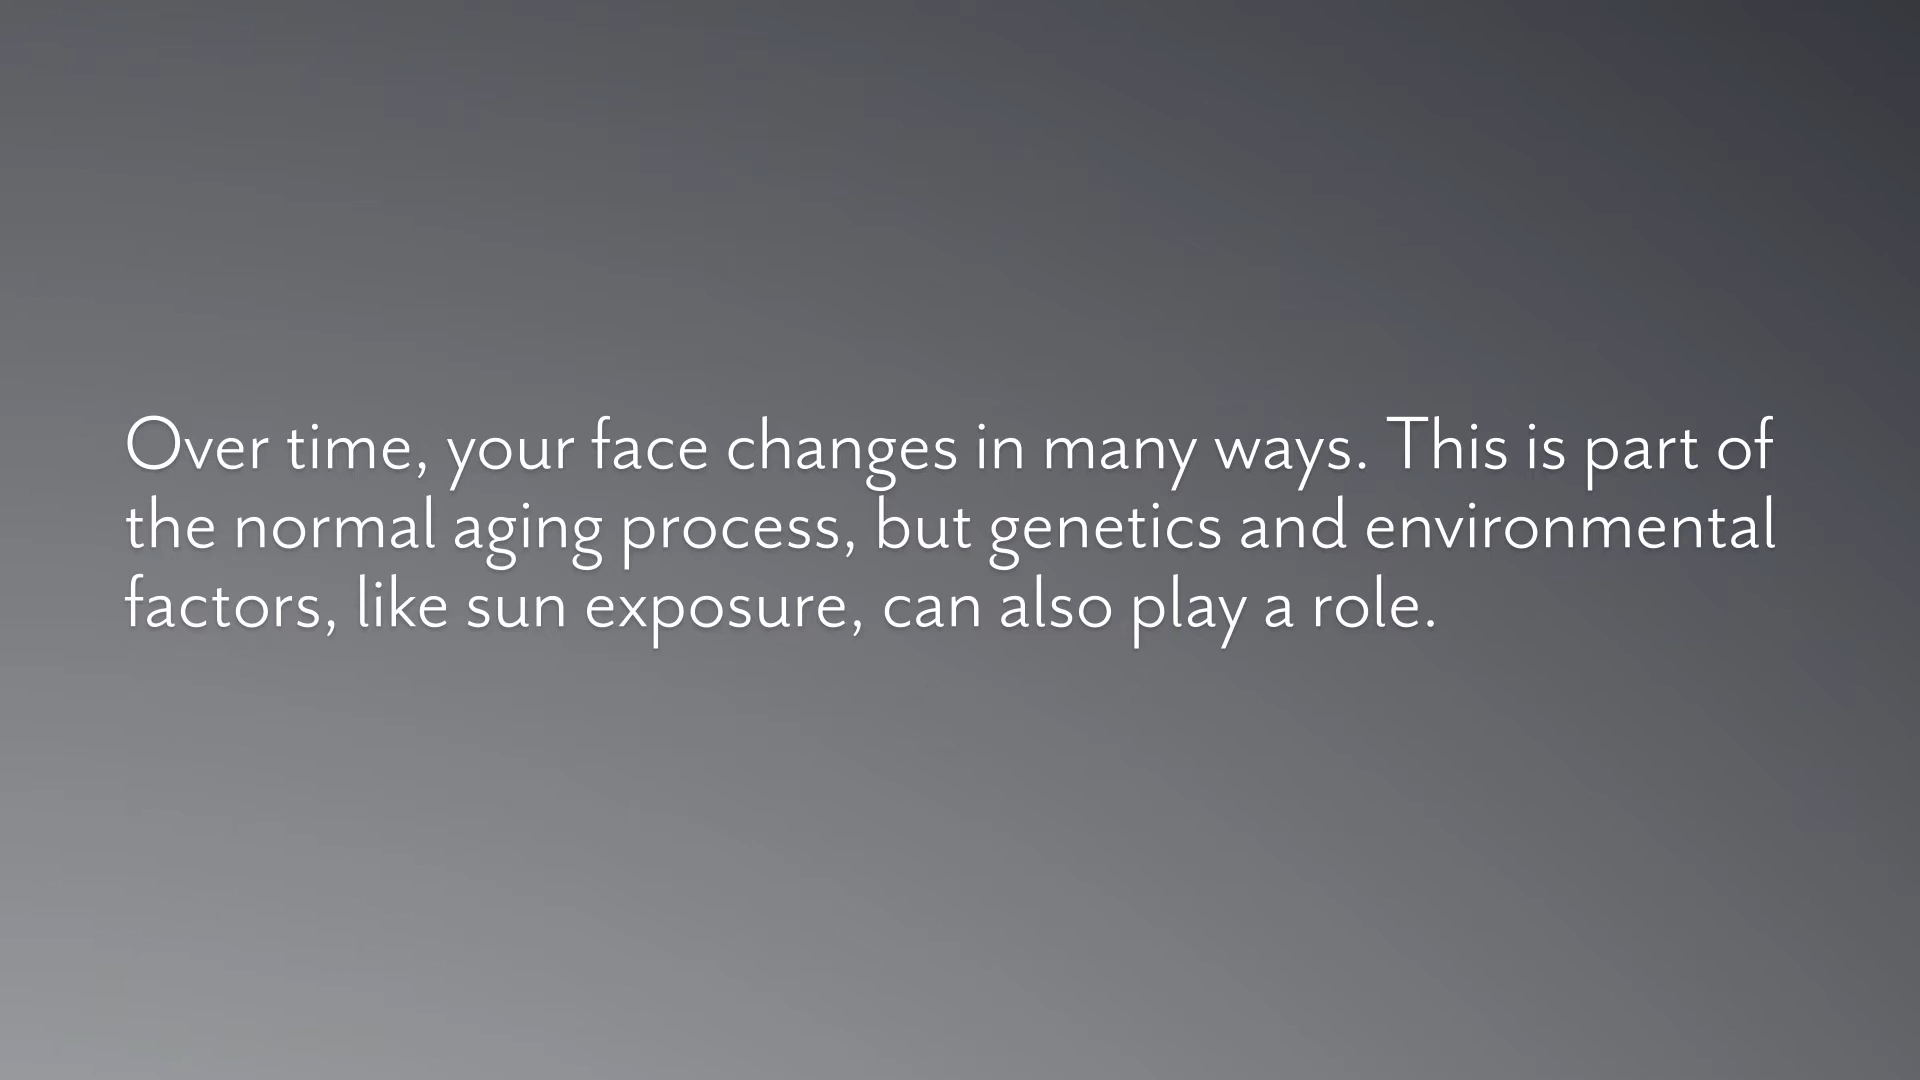 Over time, your face changes in many ways. This is part of
the normal aging process, but genetics and environmental
factors, like sun exposure, can also play a role.